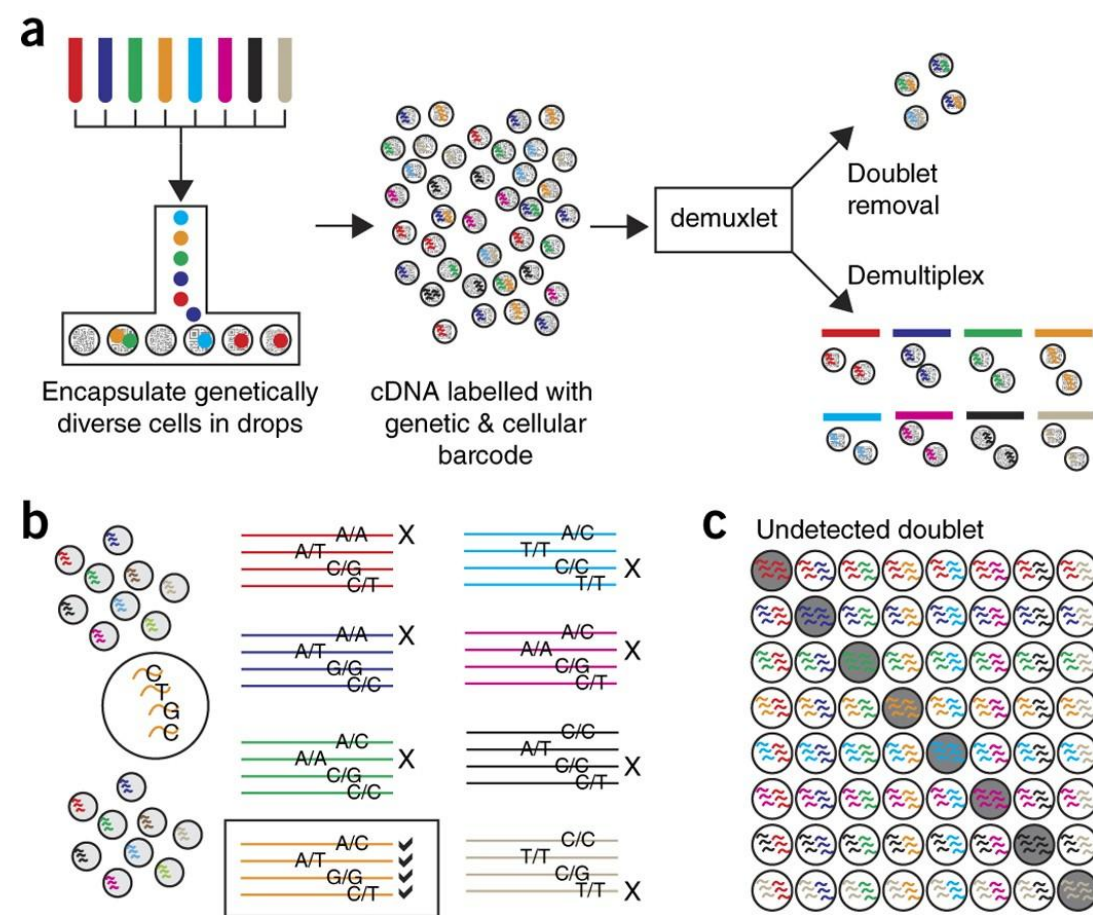 a
Doublet
removal
demuxlet
Demultiplex
Encapsulate genetically
diverse cells in drops
cDNA labelled with
genetic & cellular
barcode
b
C
T
G
C
A/A X
A/T
C/G
C/T
A/C
T/T
C/C X
T/T
A/A X
A/T
G/G
C/C
A/C
A/A X
C/G
C/T
A/C
A/A X
C/G
C/C
C/C
A/T
C/C X
C/T
A/C
A/T
G/G
C/T
C/C
T/T
C/G
T/T X
c
Undetected doublet